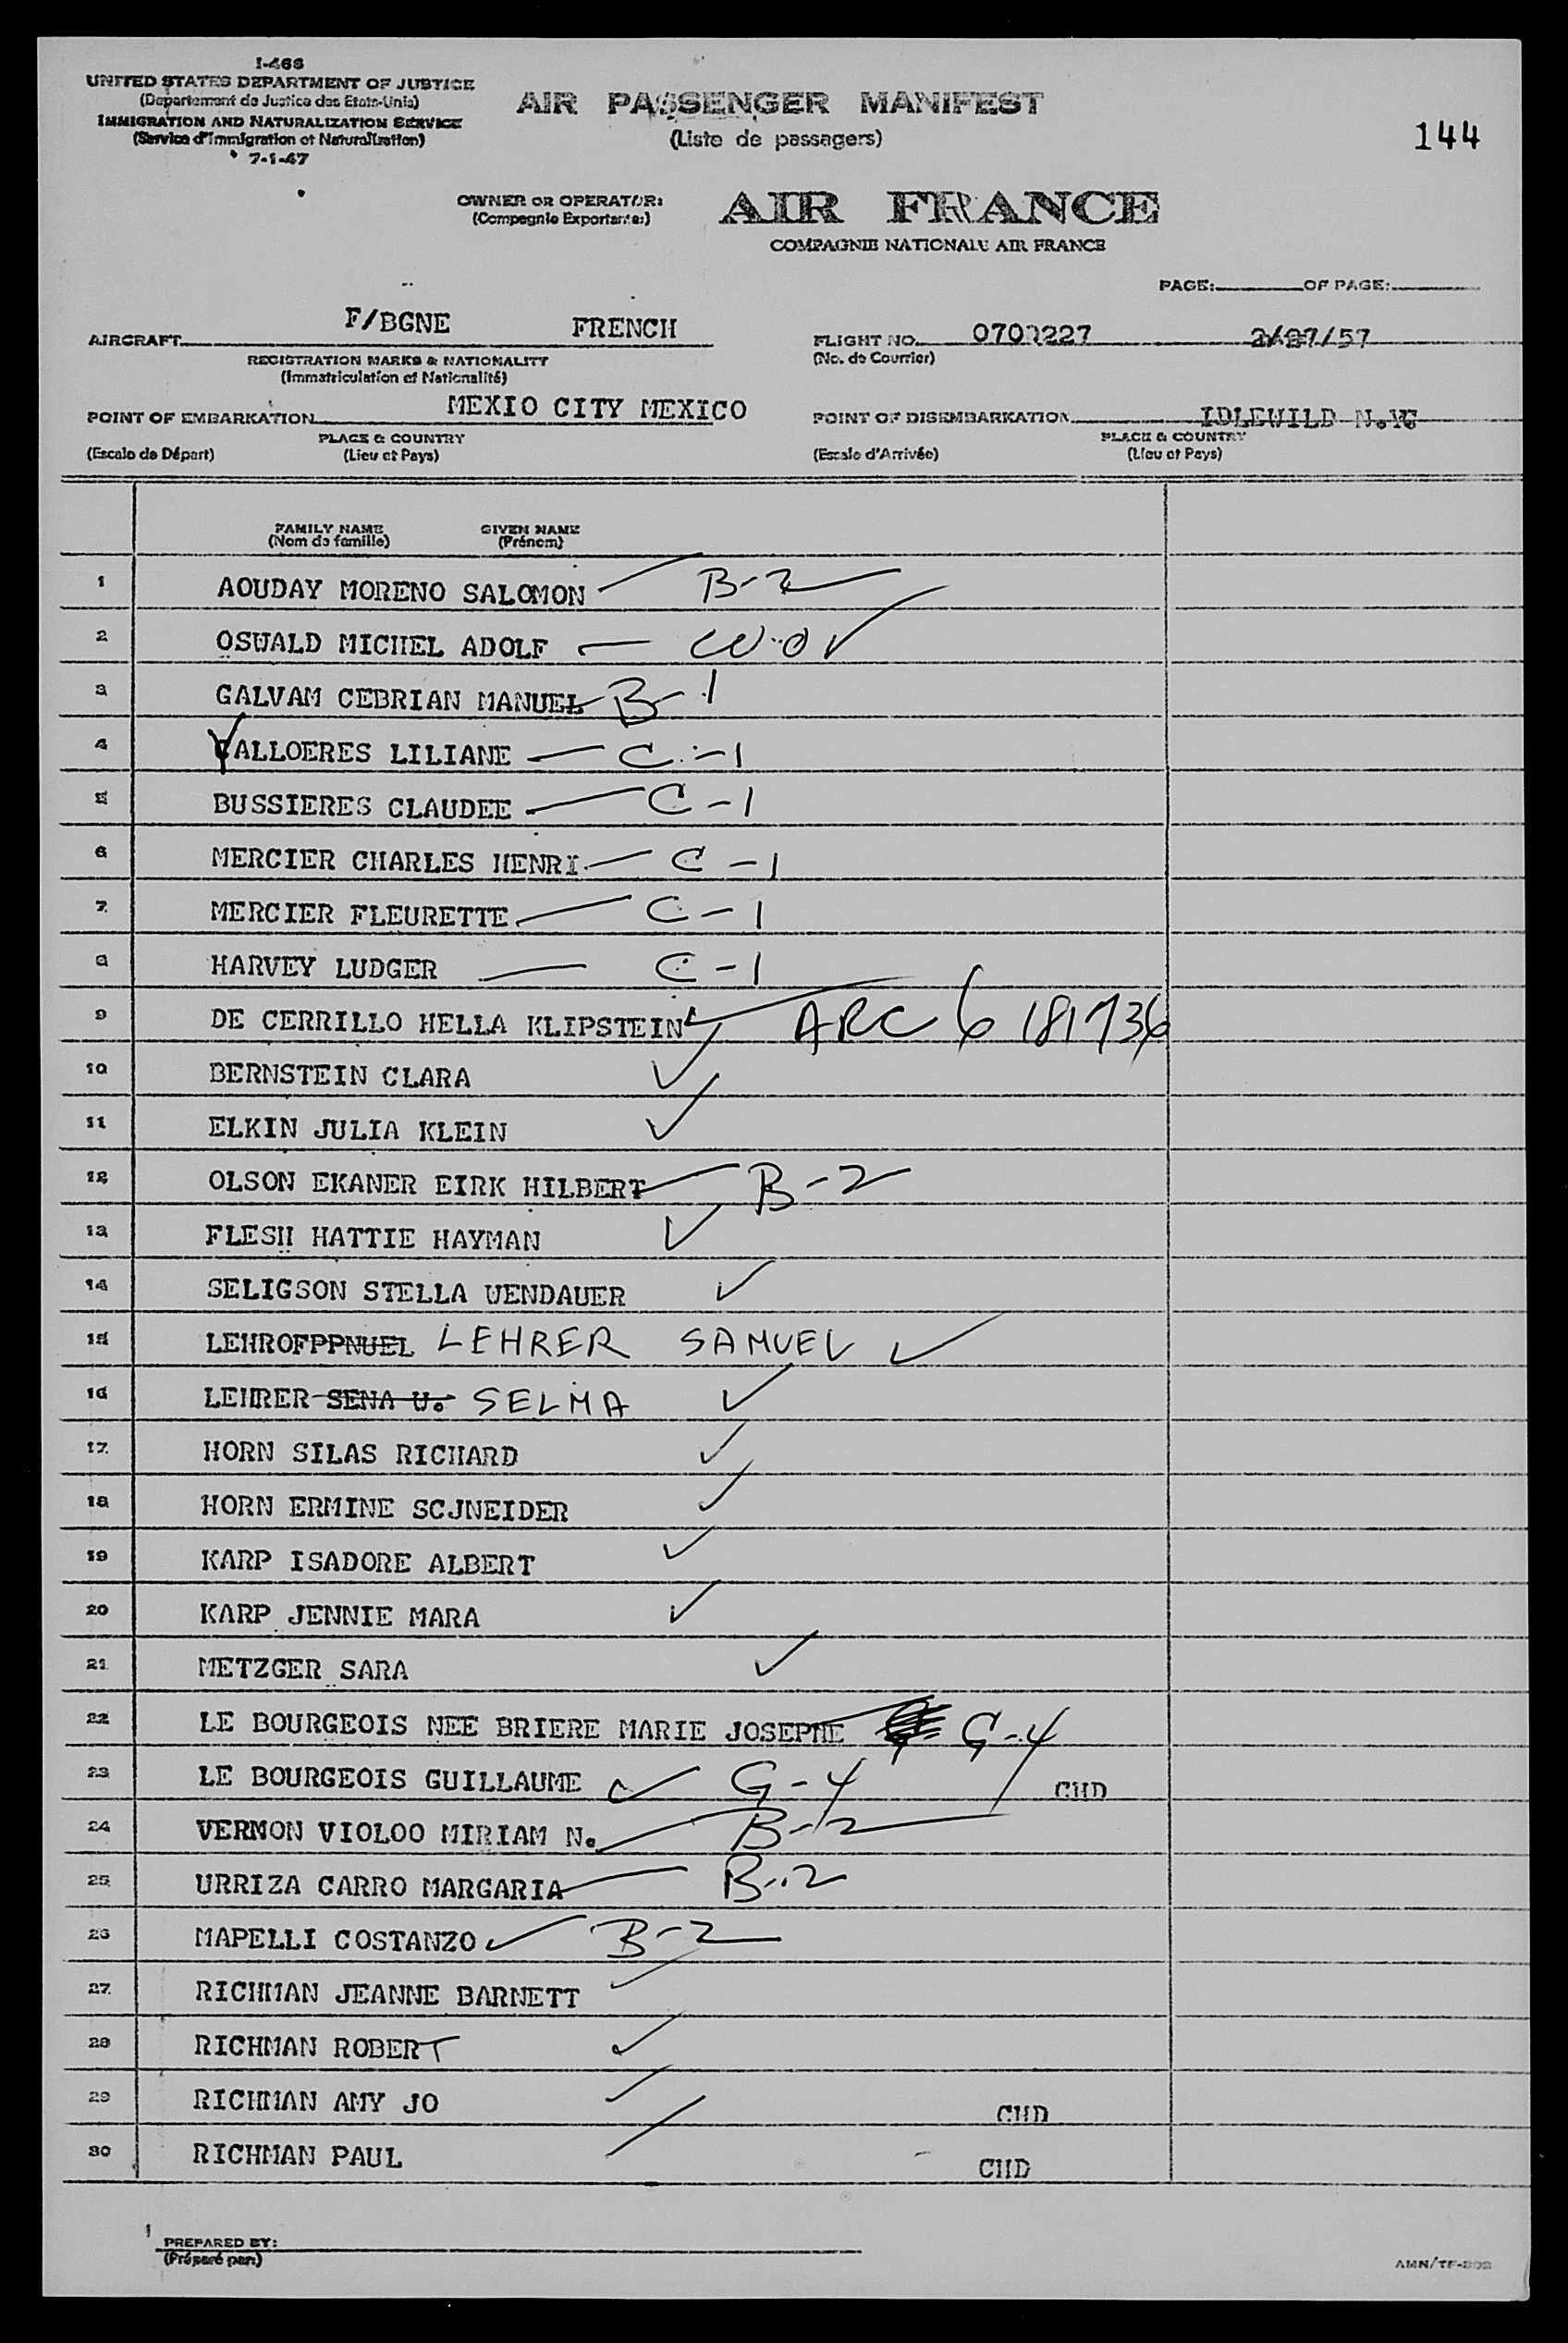 I-466
UNITED STATES DEPARTMENT OF JUSTICE
(Departement de Justice des Etats-Unis)
IMMIGRATION AND NATURALIZATION SERVICE
(Service d'Immigration et Naturalization)
7-1-47
AIR PASSENGER MANIFEST
(Liste de passagers)
144
OWNER OR OPERATOR:
(Compagnie Exportante:)
AIR FRANCE
COMPAGNIE NATIONALE AIR FRANCE
PAGE: OF PAGE:
AIRCRAFT F/BGNE FRENCH
REGISTRATION MARKS & NATIONALITY
(Immatriculation et Nationalité)
FLIGHT NO. 0700227 2/27/57
(No. de Courrier)
POINT OF EMBARKATION MEXIO CITY MEXICO
PLACE & COUNTRY
(Escale de Départ) (Lieu et Pays)
POINT OF DISEMBARKATION IDLEWILD N.Y.
PLACE & COUNTRY
(Escale d'Arrivée) (Lieu et Pays)
FAMILY NAME GIVEN NAME
(Nom de famille) (Prénom)
1 AOUDAY MORENO SALOMON B-2
2 OSWALD MICHEL ADOLF W-O ✓
3 GALVAM CEBRIAN MANUEL B-1
4 VALLOERES LILIANE C-1
5 BUSSIERES CLAUDEE C-1
6 MERCIER CHARLES HENRI C-1
7 MERCIER FLEURETTE C-1
8 HARVEY LUDGER C-1
9 DE CERRILLO HELLA KLIPSTEIN ARC 6 181 736
10 BERNSTEIN CLARA ✓
11 ELKIN JULIA KLEIN ✓
12 OLSON EKANER EIRK HILBERT B-2
13 FLESH HATTIE HAYMAN ✓
14 SELIGSON STELLA WENDAUER ✓
15 LEHROFPPNUEL LEHRER SAMUEL ✓
16 LEHRER SENA U. SELMA ✓
17 HORN SILAS RICHARD ✓
18 HORN ERMINE SCJNEIDER ✓
19 KARP ISADORE ALBERT ✓
20 KARP JENNIE MARA ✓
21 METZGER SARA ✓
22 LE BOURGEOIS NEE BRIERE MARIE JOSEPHE G-4
23 LE BOURGEOIS GUILLAUME ✓ G-4 CHD
24 VERMON VIOLOO MIRIAM N. B-2
25 URRIZA CARRO MARGARIA B-2
26 MAPELLI COSTANZO ✓ B-2
27 RICHMAN JEANNE BARNETT ✓
28 RICHMAN ROBERT ✓
29 RICHMAN AMY JO ✓ CHD
30 RICHMAN PAUL CHD
PREPARED BY:
(Préparé par:)